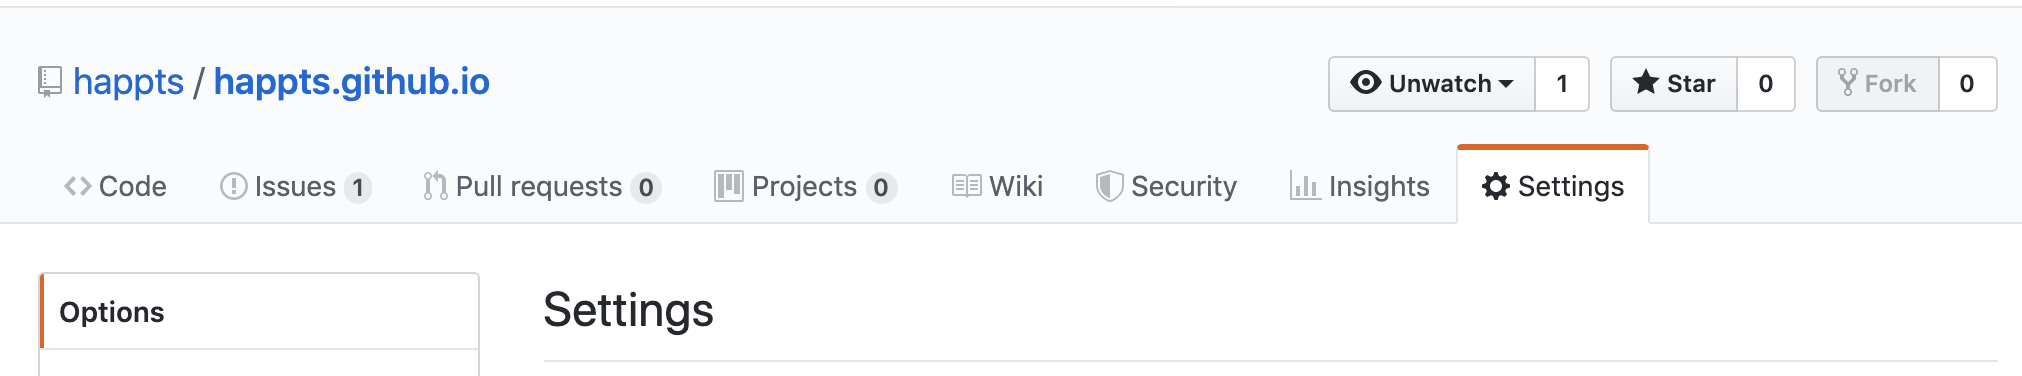 happts / happts.github.io Unwatch 1 Star 0 Fork 0
Code Issues 1 Pull requests 0 Projects 0 Wiki Security Insights Settings
Options
Settings